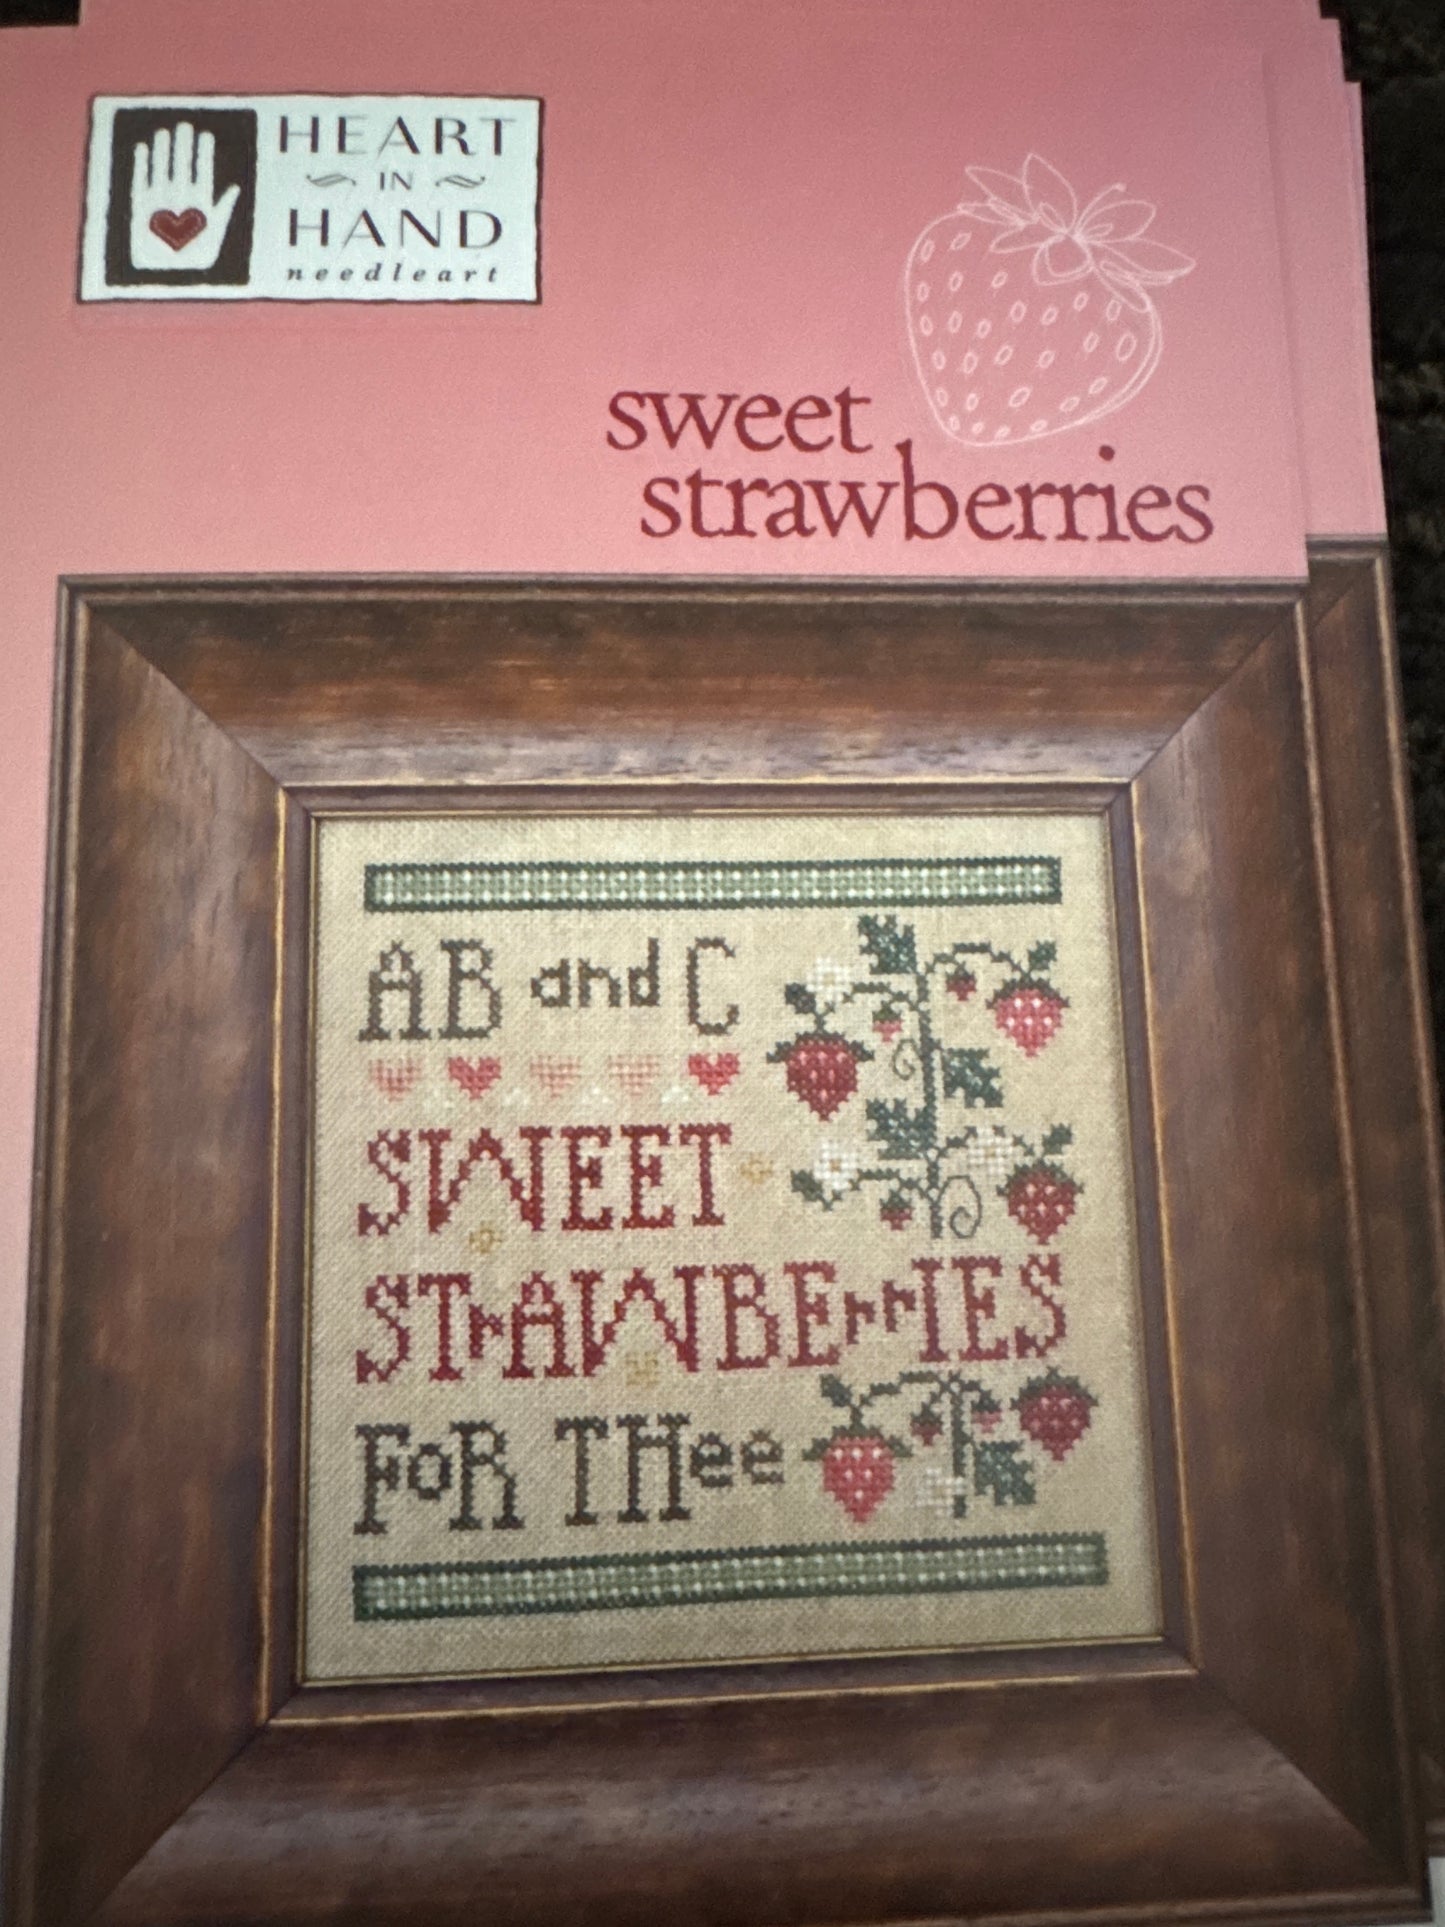 HEART
IN
HAND
needleart
sweet
strawberries
AB and C
SWEET
STrAWBErrIES
FoR THee